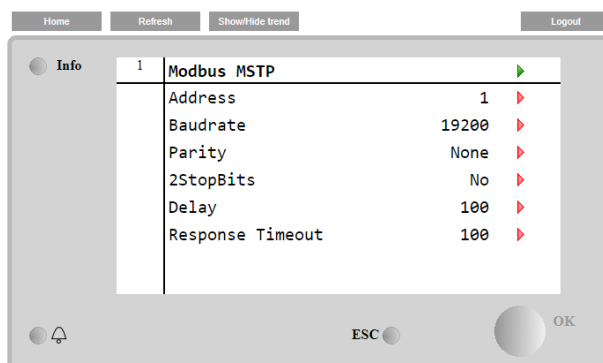 Home Refresh Show/Hide trend Logout
Info
1 Modbus MSTP
Address 1
Baudrate 19200
Parity None
2StopBits No
Delay 100
Response Timeout 100
ESC OK